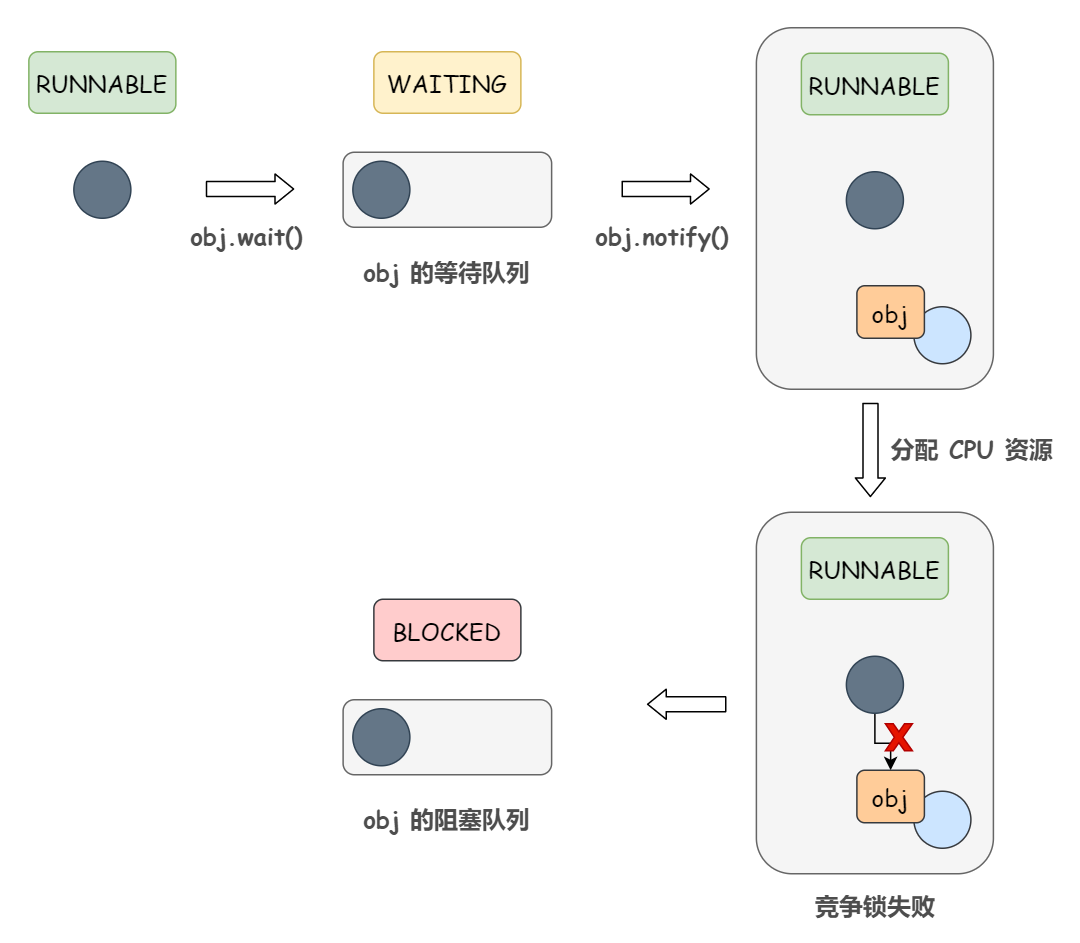 RUNNABLE
WAITING
RUNNABLE
obj.wait()
obj 的等待队列
obj.notify()
obj
分配 CPU 资源
RUNNABLE
BLOCKED
obj
obj 的阻塞队列
竞争锁失败